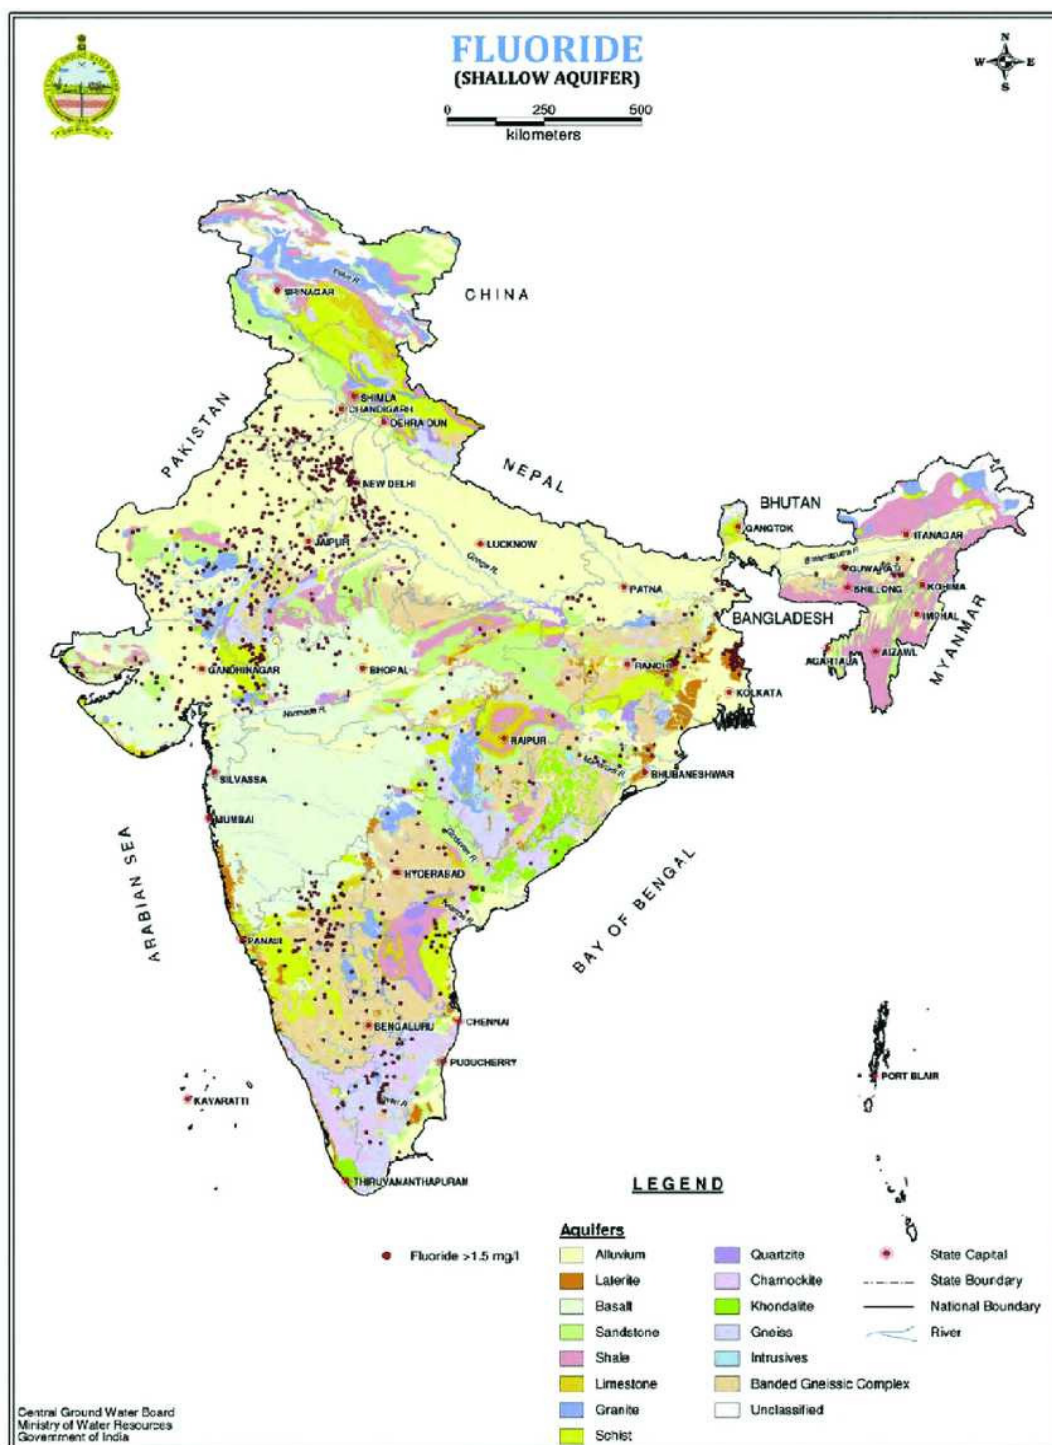 FLUORIDE
(SHALLOW AQUIFER)
0 250 500
kilometers
N
W E
S
CHINA
SRINAGAR
SHIMLA
CHANDIGARH
DEHRADUN
PAKISTAN
NEPAL
NEW DELHI
BHUTAN
GANGTOK
ITANAGAR
JAIPUR
LUCKNOW
Ganga R.
GUWAHATI
PATNA
SHILLONG
KOHIMA
BANGLADESH
IMPHAL
MYANMAR
AGARTALA
AIZAWL
GANDHINAGAR
BHOPAL
RANCHI
KOLKATA
Narmada R.
RAIPUR
BHUBANESHWAR
SILVASSA
MUMBAI
ARABIAN SEA
HYDERABAD
BAY OF BENGAL
PANAJI
BENGALURU
CHENNAI
PUDUCHERRY
PORT BLAIR
KAVARATTI
THIRUVANANTHAPURAM
LEGEND
Aquifers
Fluoride >1.5 mg/l
Alluvium
Laterite
Basalt
Sandstone
Shale
Limestone
Granite
Schist
Quartzite
Charnockite
Khondalite
Gneiss
Intrusives
Banded Gneissic Complex
Unclassified
State Capital
State Boundary
National Boundary
River
Central Ground Water Board
Ministry of Water Resources
Government of India